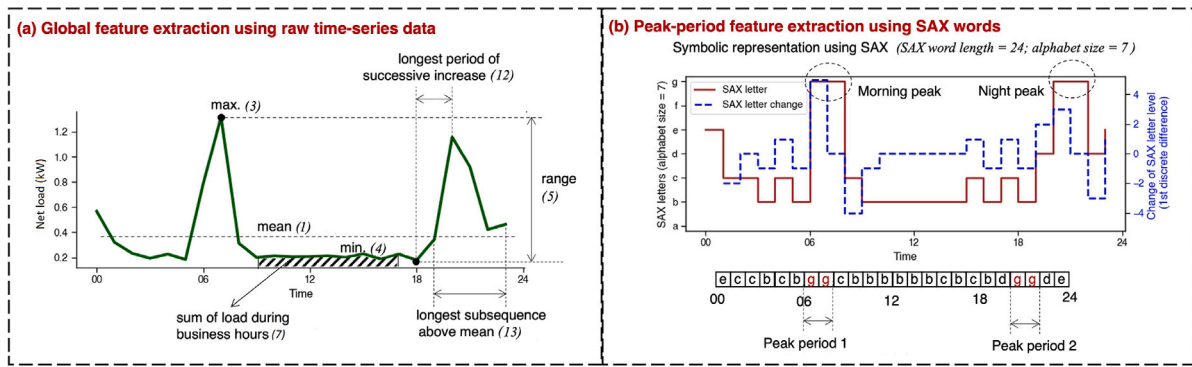 (a) Global feature extraction using raw time-series data
longest period of
successive increase (12)
max. (3)
1.2
1.0
0.8
0.6
0.4
0.2
Net load (kW)
mean (1)
min. (4)
range
(5)
00
06
18
24
Time
sum of load during
business hours (7)
longest subsequence
above mean (13)
(b) Peak-period feature extraction using SAX words
Symbolic representation using SAX (SAX word length = 24; alphabet size = 7 )
SAX letters (alphabet size = 7)
g
f
e
d
c
b
a
SAX letter
SAX letter change
Morning peak
Night peak
4
2
0
−2
−4
Change of SAX letter level
(1st discrete difference)
00
06
12
18
24
Time
e c c b c b g g c b b b b b b c b c b d g g d e
00
06
12
18
24
Peak period 1
Peak period 2